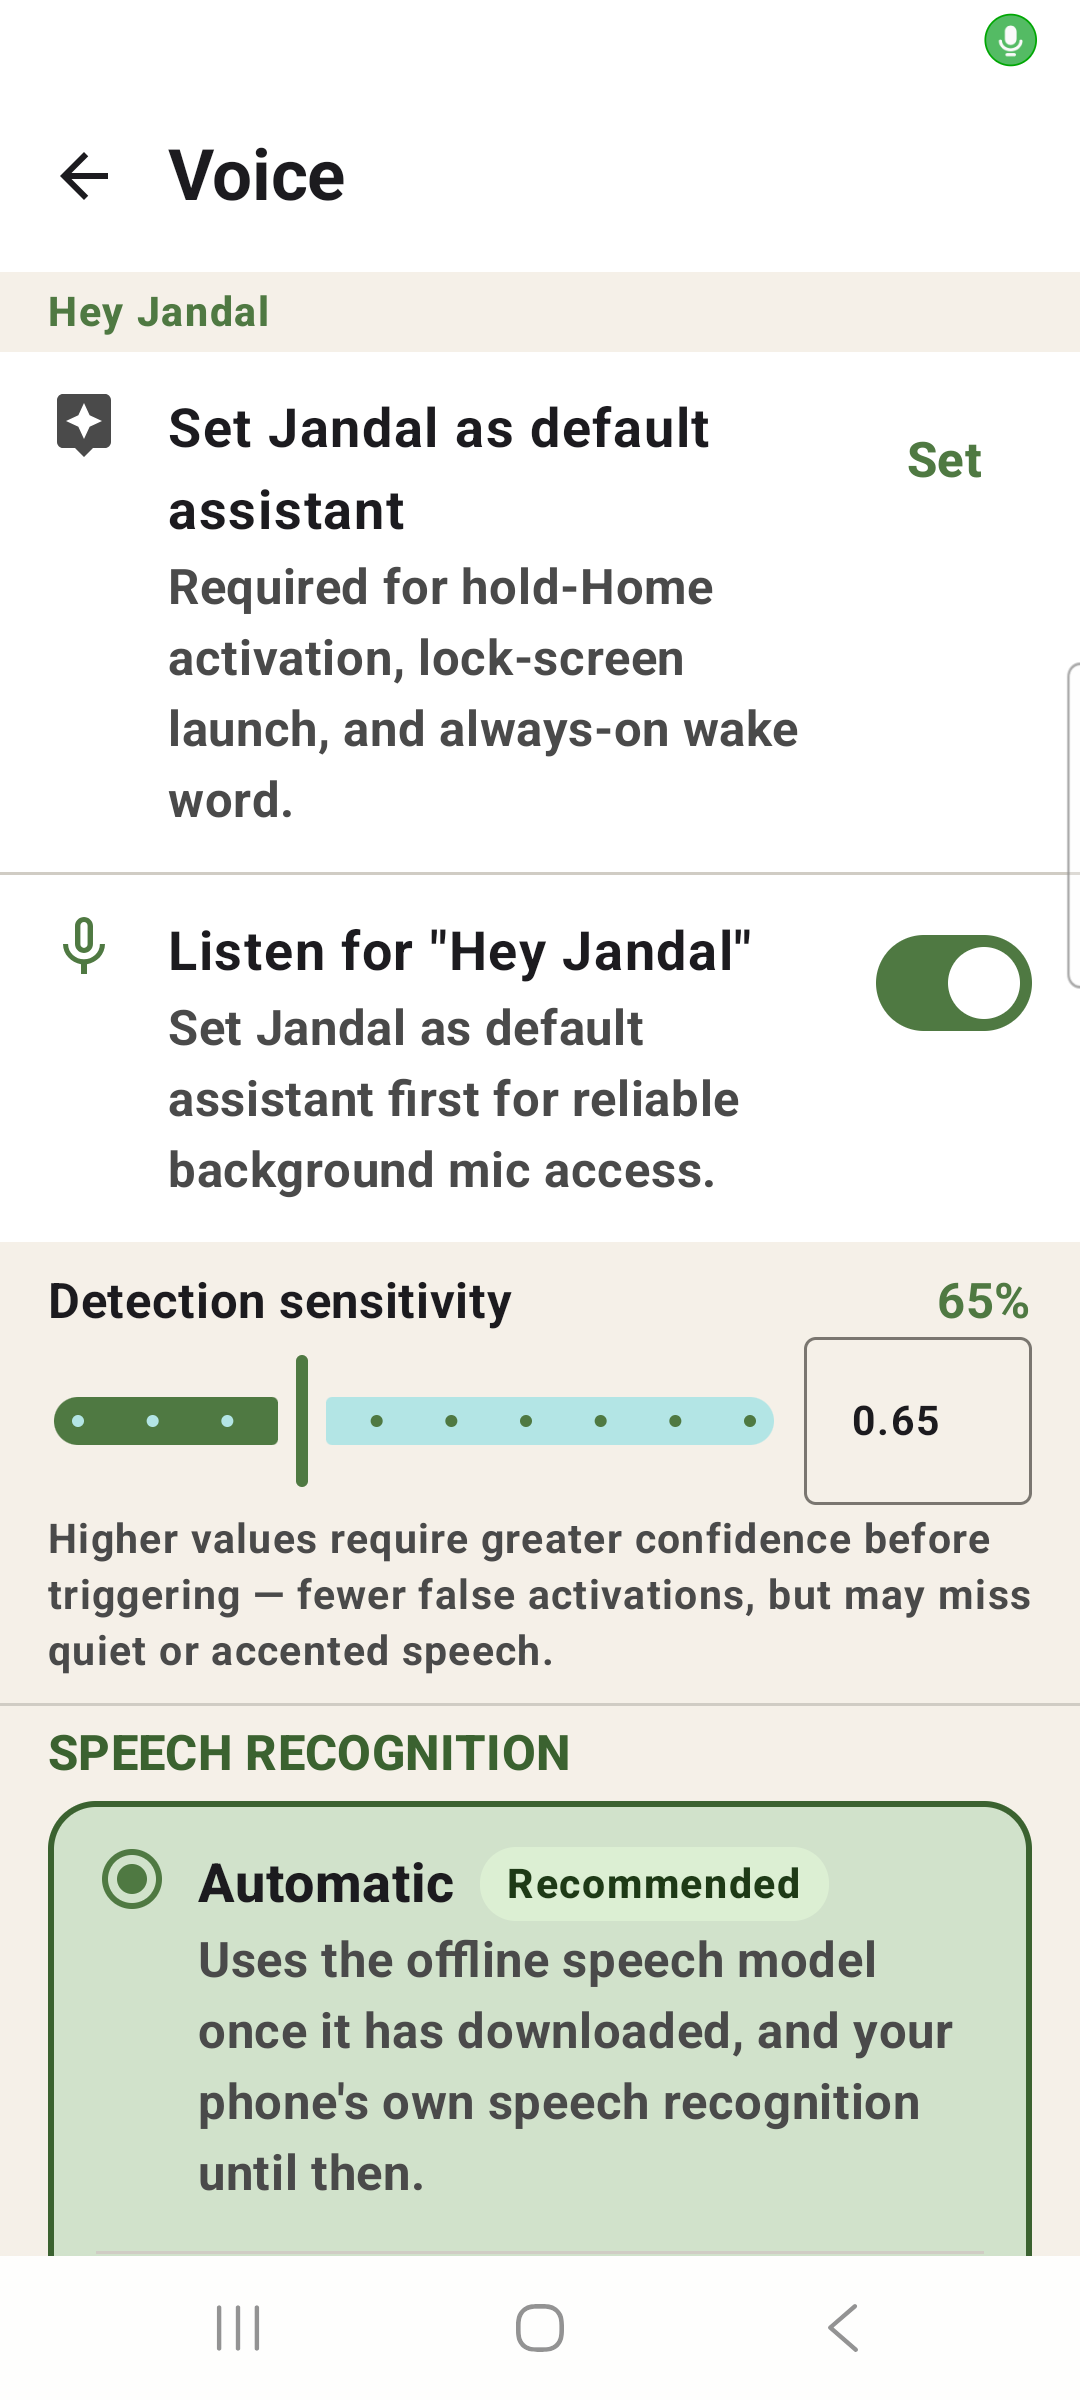 Voice
Hey Jandal
Set Jandal as default
assistant
Set
Required for hold-Home
activation, lock-screen
launch, and always-on wake
word.
Listen for "Hey Jandal"
Set Jandal as default
assistant first for reliable
background mic access.
Detection sensitivity
65%
0.65
Higher values require greater confidence before
triggering — fewer false activations, but may miss
quiet or accented speech.
SPEECH RECOGNITION
Automatic
Recommended
Uses the offline speech model
once it has downloaded, and your
phone's own speech recognition
until then.